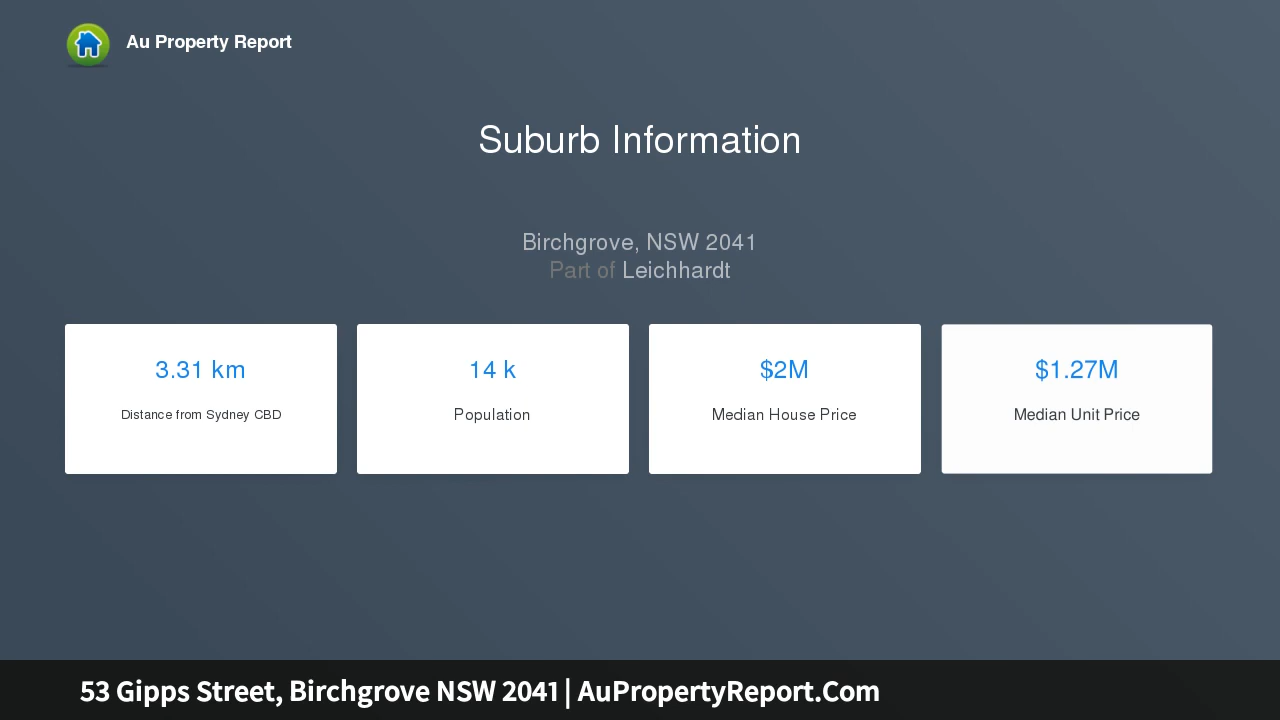 Au Property Report
Suburb Information
Birchgrove, NSW 2041
Part of Leichhardt
3.31 km
Distance from Sydney CBD
14 k
Population
$2M
Median House Price
$1.27M
Median Unit Price
53 Gipps Street, Birchgrove NSW 2041 | AuPropertyReport.Com